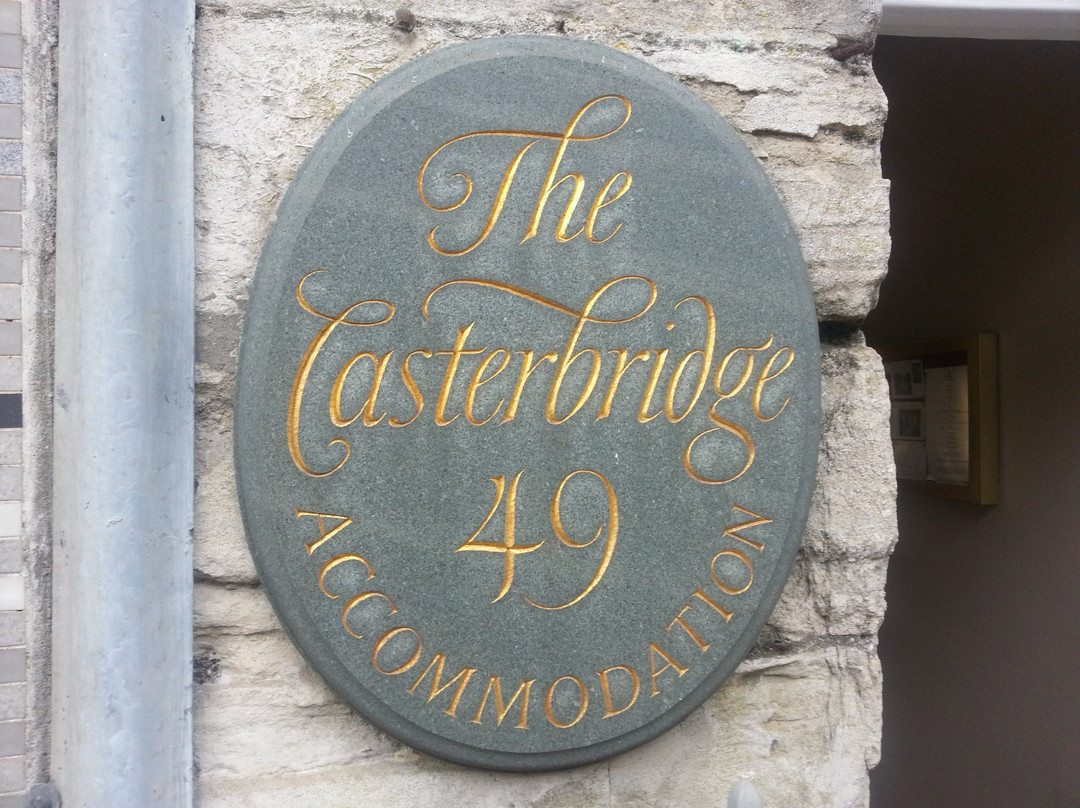 The
Casterbridge
49
ACCOMMODATION